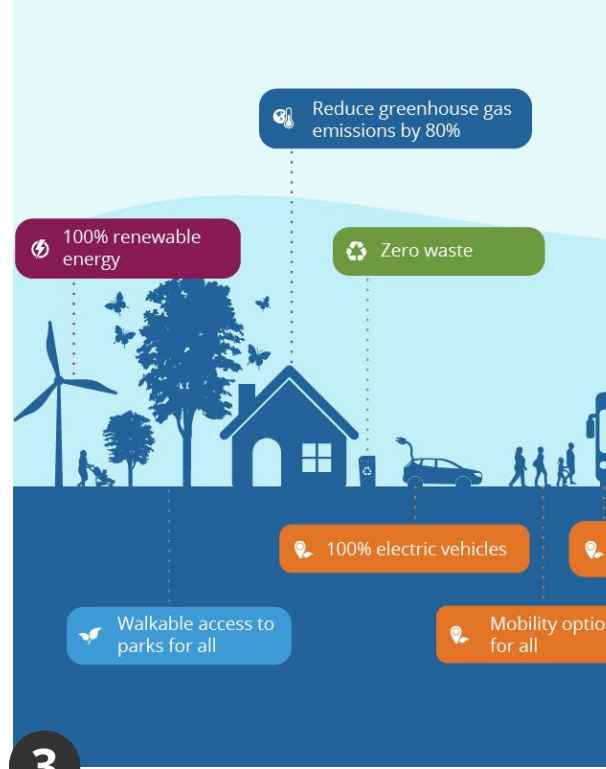 Reduce greenhouse gas
emissions by 80%
100% renewable
energy
Zero waste
100% electric vehicles
Walkable access to
parks for all
Mobility
for all
3